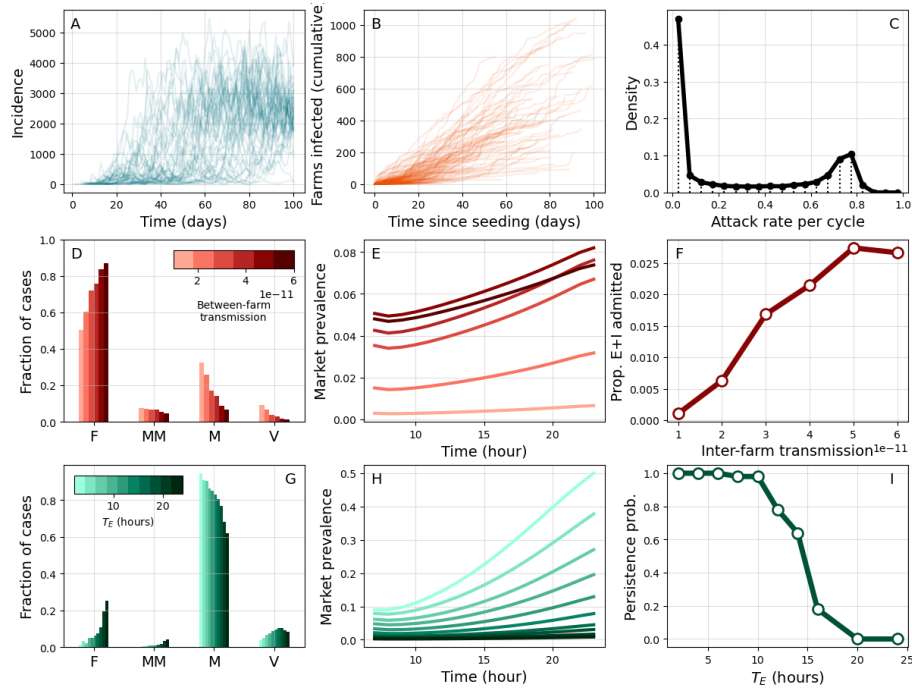 A
Incidence
5000
4000
3000
2000
1000
0
0 20 40 60 80 100
Time (days)
B
Farms infected (cumulative)
1000
800
600
400
200
0
0 20 40 60 80 100
Time since seeding (days)
C
Density
0.4
0.2
0.0
0.0 0.2 0.4 0.6 0.8 1.0
Attack rate per cycle
D
Fraction of cases
1.0
0.8
0.6
0.4
0.2
0.0
2 4 6
1e−11
Between-farm
transmission
F MM M V
E
Market prevalence
0.08
0.06
0.04
0.02
0.00
10 15 20
Time (hour)
F
Prop. E+I admitted
0.025
0.020
0.015
0.010
0.005
0.000
1 2 3 4 5 6
Inter-farm transmission 1e−11
G
Fraction of cases
0.8
0.6
0.4
0.2
0.0
10 20
T_E (hours)
F MM M V
H
Market prevalence
0.5
0.4
0.3
0.2
0.1
0.0
10 15 20
Time (hour)
I
Persistence prob.
1.0
0.8
0.6
0.4
0.2
0.0
5 10 15 20 25
T_E (hours)